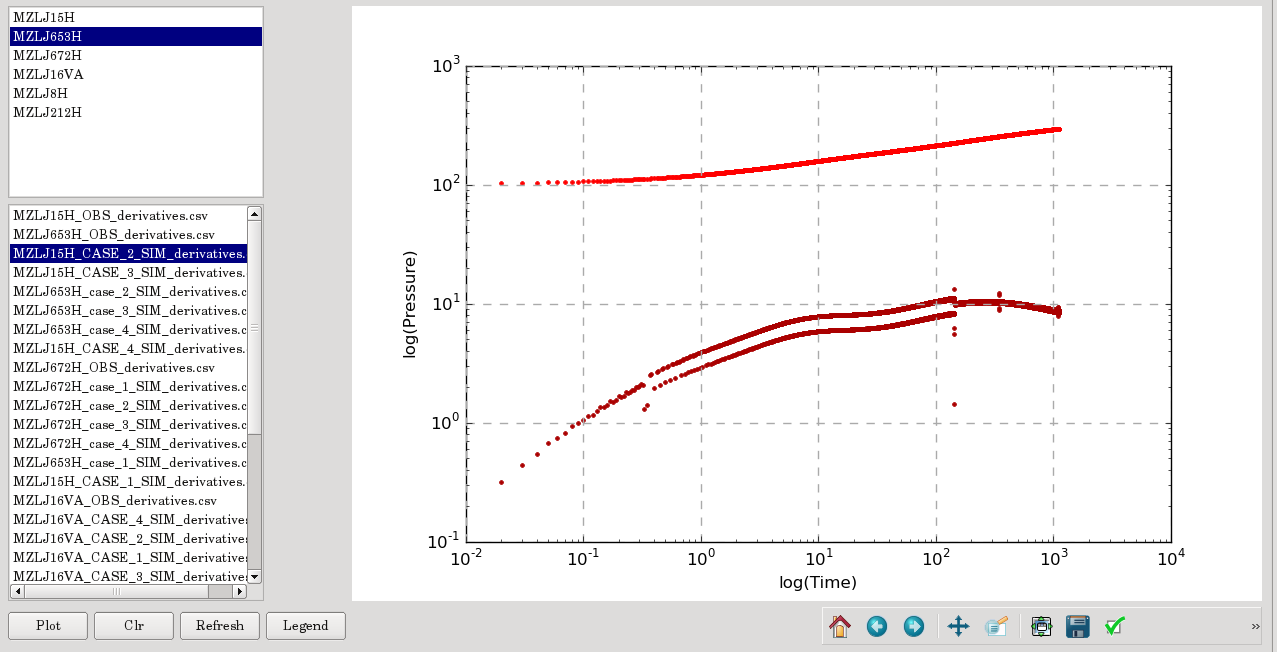 MZLJ15H
MZLJ653H
MZLJ672H
MZLJ16VA
MZLJ8H
MZLJ212H
MZLJ15H_OBS_derivatives.csv
MZLJ653H_OBS_derivatives.csv
MZLJ15H_CASE_2_SIM_derivatives.
MZLJ15H_CASE_3_SIM_derivatives.
MZLJ653H_case_2_SIM_derivatives.c
MZLJ653H_case_3_SIM_derivatives.c
MZLJ653H_case_4_SIM_derivatives.c
MZLJ15H_CASE_4_SIM_derivatives.
MZLJ672H_OBS_derivatives.csv
MZLJ672H_case_1_SIM_derivatives.c
MZLJ672H_case_2_SIM_derivatives.c
MZLJ672H_case_3_SIM_derivatives.c
MZLJ672H_case_4_SIM_derivatives.c
MZLJ653H_case_1_SIM_derivatives.c
MZLJ15H_CASE_1_SIM_derivatives.
MZLJ16VA_OBS_derivatives.csv
MZLJ16VA_CASE_4_SIM_derivatives
MZLJ16VA_CASE_2_SIM_derivatives
MZLJ16VA_CASE_1_SIM_derivatives
MZLJ16VA_CASE_3_SIM_derivatives
Plot Clr Refresh Legend
10³
10²
10¹
10⁰
10⁻¹
log(Pressure)
10⁻² 10⁻¹ 10⁰ 10¹ 10² 10³ 10⁴
log(Time)
»